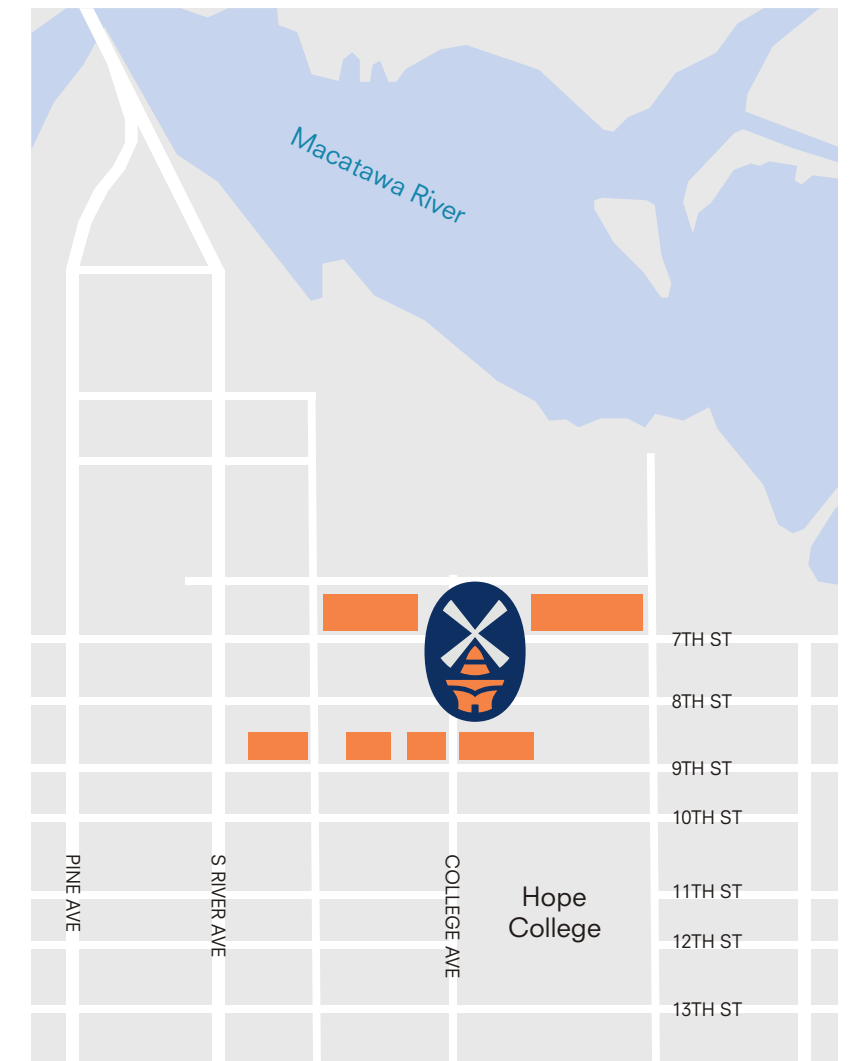 Macatawa River
7TH ST
8TH ST
9TH ST
10TH ST
PINE AVE
S RIVER AVE
COLLEGE AVE
Hope
College
11TH ST
12TH ST
13TH ST